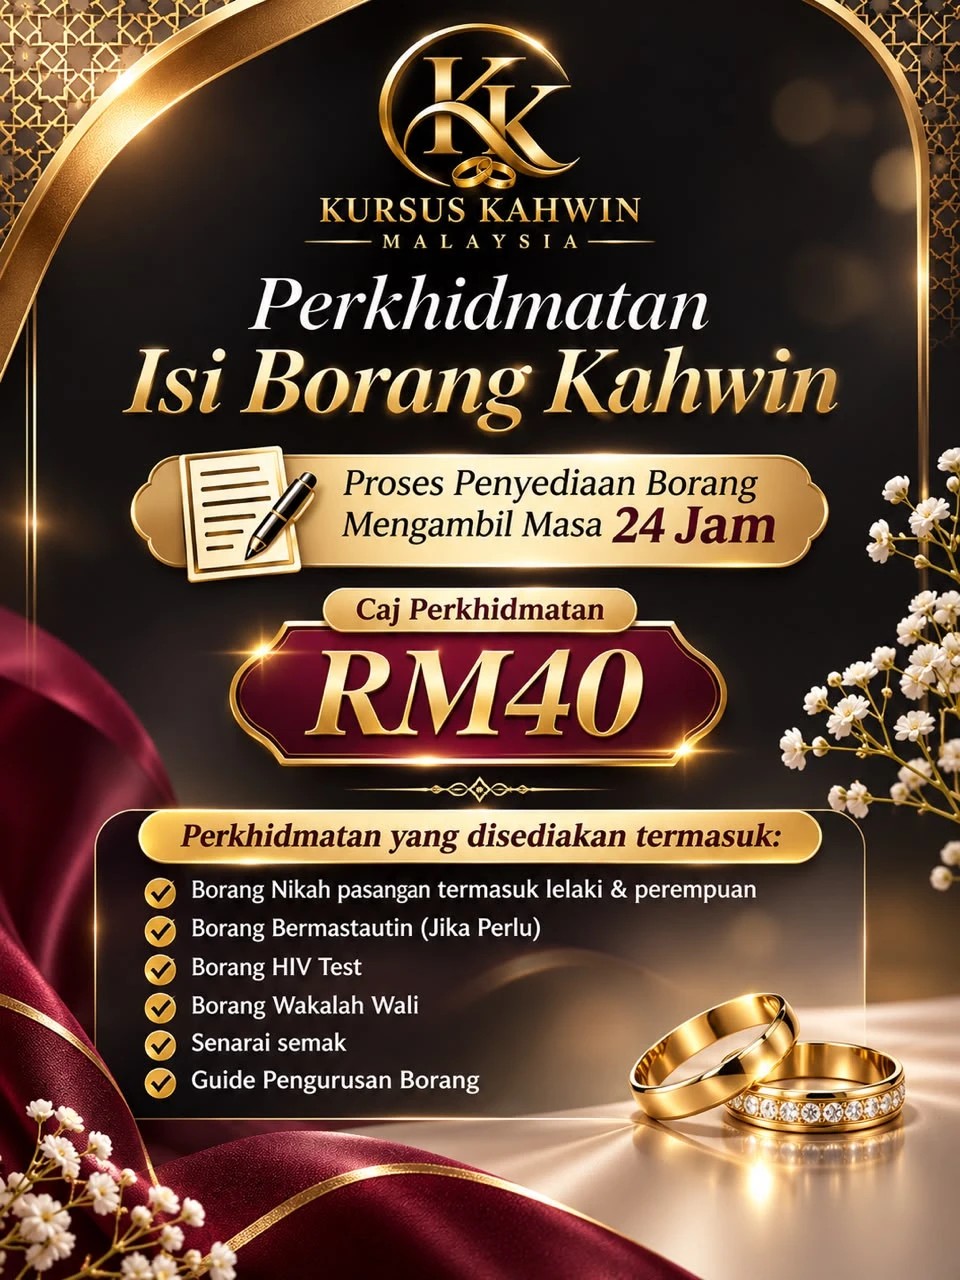 KK
KURSUS KAHWIN
MALAYSIA
Perkhidmatan
Isi Borang Kahwin
Proses Penyediaan Borang
Mengambil Masa 24 Jam
Caj Perkhidmatan
RM40
Perkhidmatan yang disediakan termasuk:
Borang Nikah pasangan termasuk lelaki & perempuan
Borang Bermastautin (Jika Perlu)
Borang HIV Test
Borang Wakalah Wali
Senarai semak
Guide Pengurusan Borang